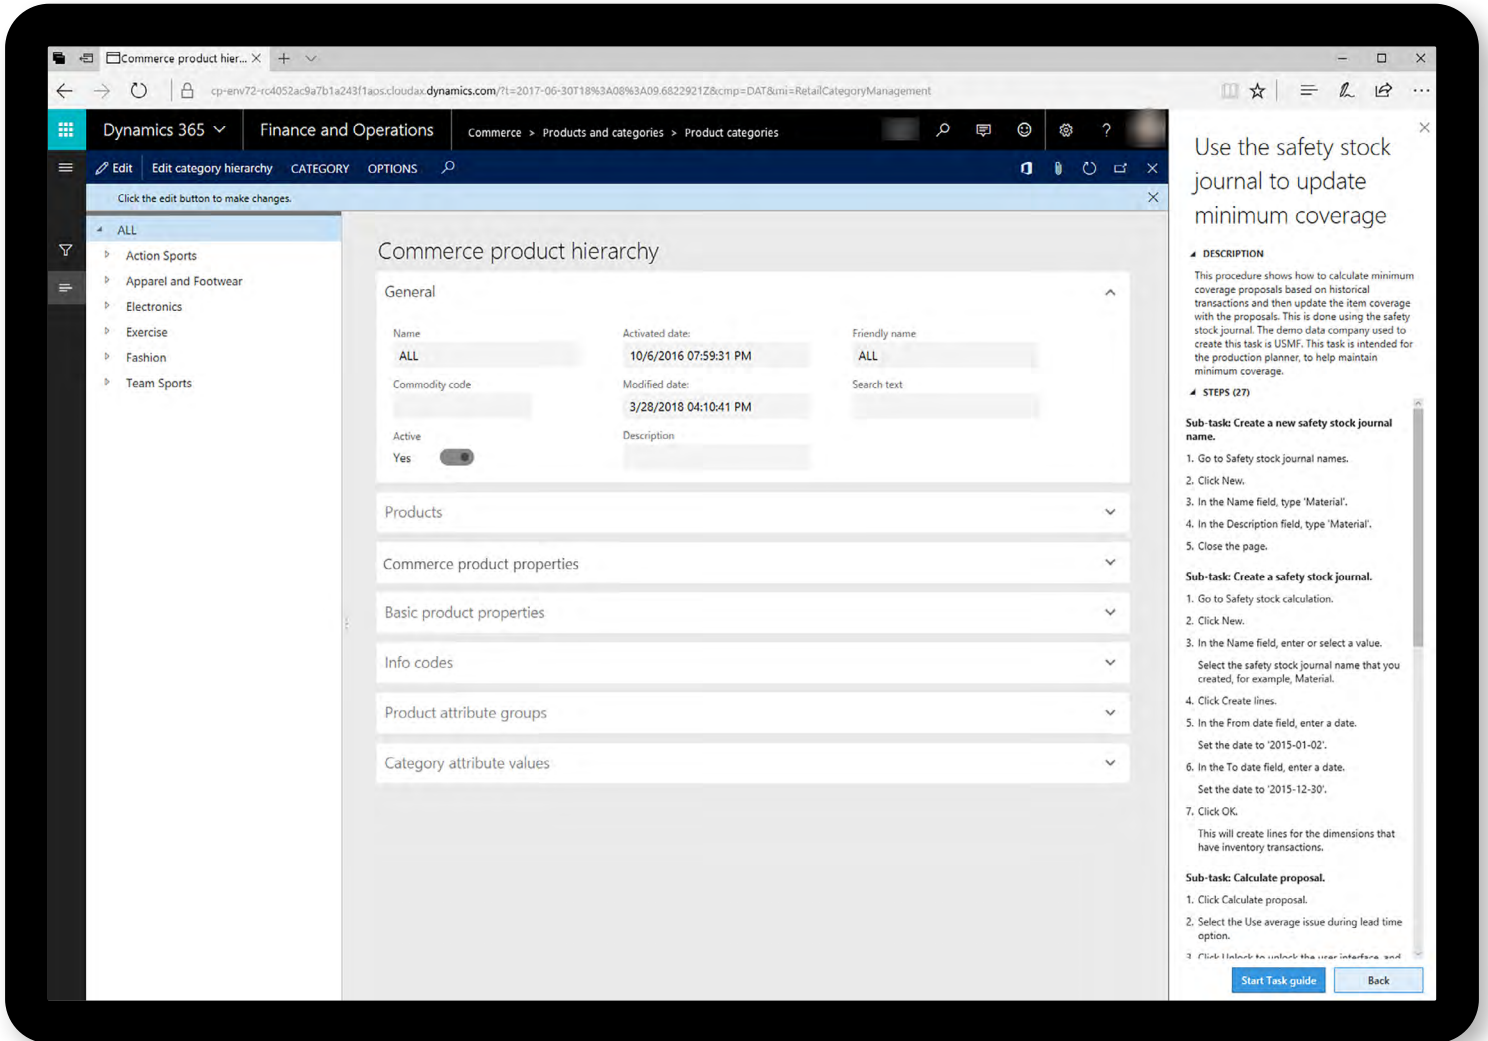 Commerce product hier...
cp-env72-rc4052ac9a7b1a243f1aos.cloudax.dynamics.com/?t=2017-06-30T18%3A08%3A09.6822921Z&cmp=DAT&mi=RetailCategoryManagement
Dynamics 365
Finance and Operations
Commerce > Products and categories > Product categories
Edit
Edit category hierarchy
CATEGORY
OPTIONS
Click the edit button to make changes.
ALL
Action Sports
Apparel and Footwear
Electronics
Exercise
Fashion
Team Sports
Commerce product hierarchy
General
Name
ALL
Activated date:
10/6/2016 07:59:31 PM
Friendly name
ALL
Commodity code
Modified date:
3/28/2018 04:10:41 PM
Search text
Active
Yes
Description
Products
Commerce product properties
Basic product properties
Info codes
Product attribute groups
Category attribute values
Use the safety stock
journal to update
minimum coverage
DESCRIPTION
This procedure shows how to calculate minimum
coverage proposals based on historical
transactions and then update the item coverage
with the proposals. This is done using the safety
stock journal. The demo data company used to
create this task is USMF. This task is intended for
the production planner, to help maintain
minimum coverage.
STEPS (27)
Sub-task: Create a new safety stock journal
name.
1. Go to Safety stock journal names.
2. Click New.
3. In the Name field, type 'Material'.
4. In the Description field, type 'Material'.
5. Close the page.
Sub-task: Create a safety stock journal.
1. Go to Safety stock calculation.
2. Click New.
3. In the Name field, enter or select a value.
Select the safety stock journal name that you
created, for example, Material.
4. Click Create lines.
5. In the From date field, enter a date.
Set the date to '2015-01-02'.
6. In the To date field, enter a date.
Set the date to '2015-12-30'.
7. Click OK.
This will create lines for the dimensions that
have inventory transactions.
Sub-task: Calculate proposal.
1. Click Calculate proposal.
2. Select the Use average issue during lead time
option.
3. Click Unlock to unlock the user interface, and
Start Task guide
Back